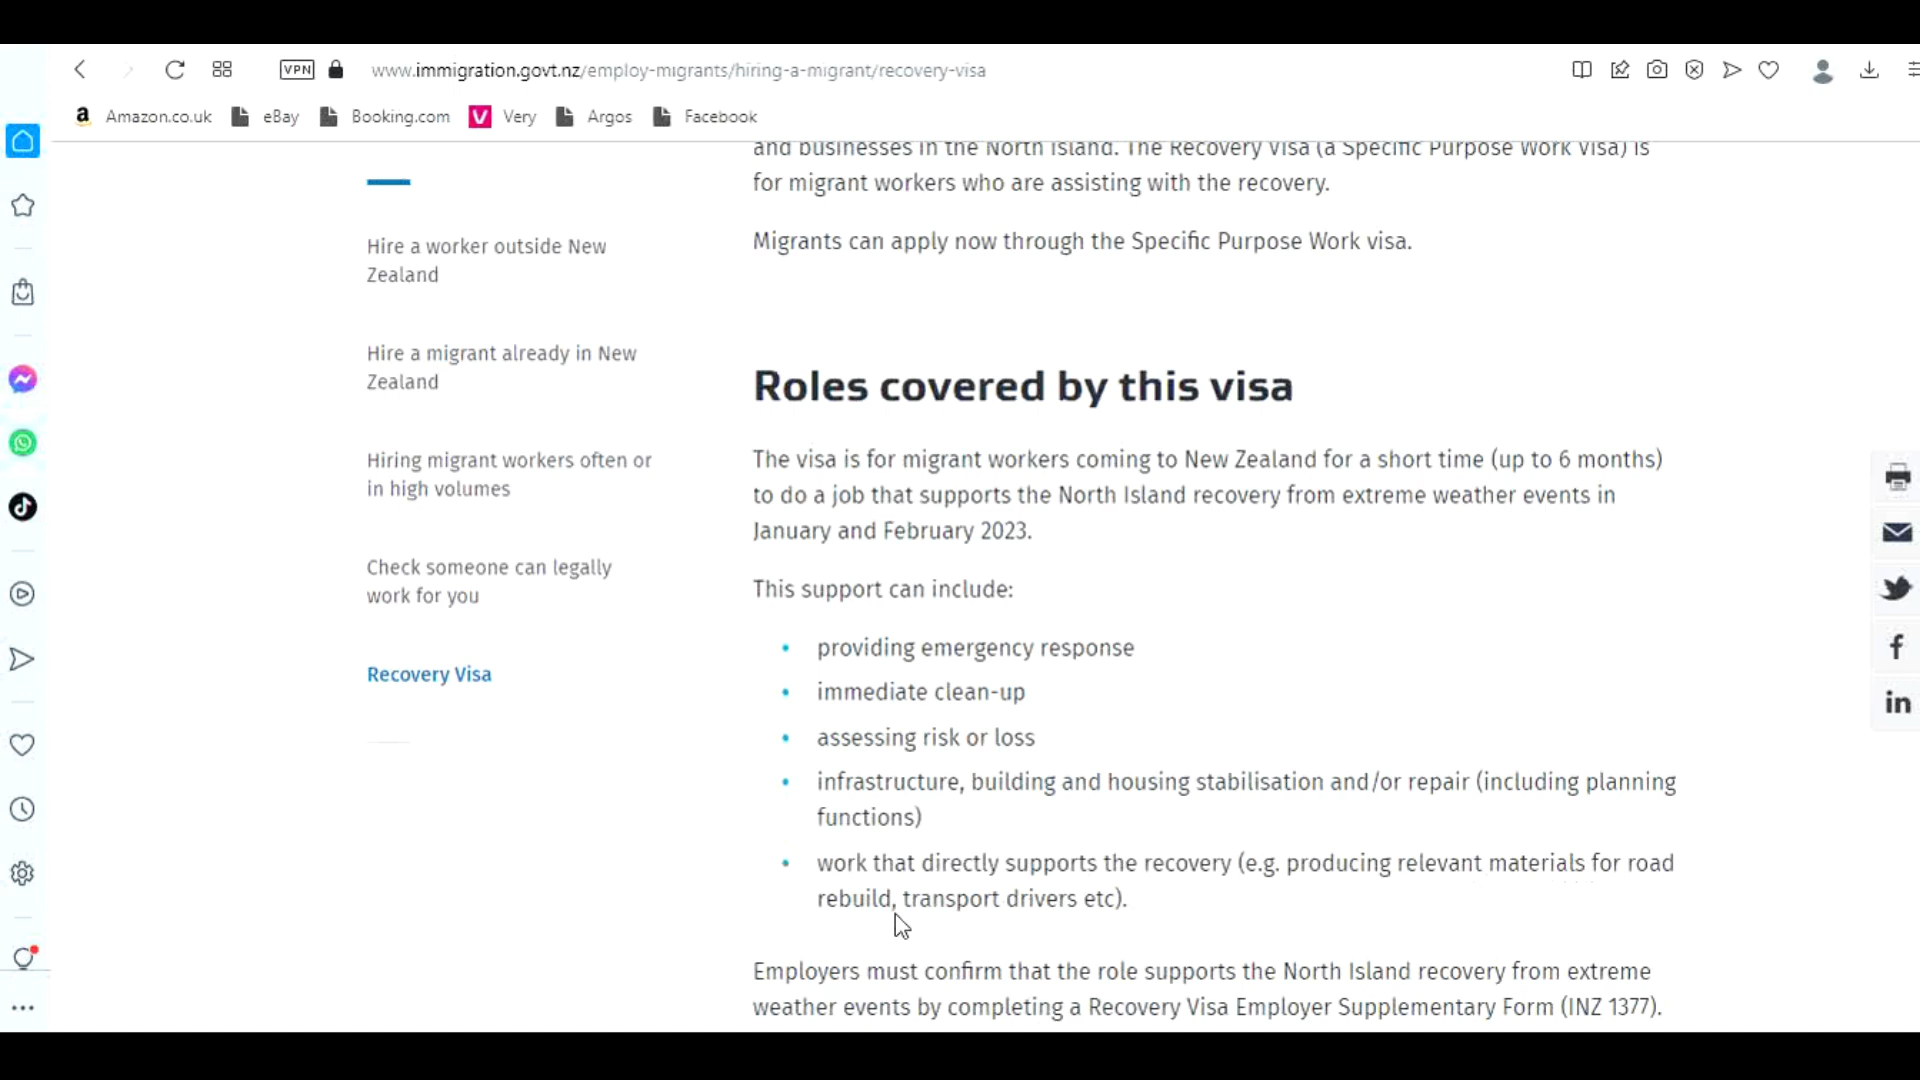 VPN
www.immigration.govt.nz/employ-migrants/hiring-a-migrant/recovery-visa
Amazon.co.uk
eBay
Booking.com
V
Very
Argos
Facebook
and businesses in the North Island. The Recovery Visa (a Specific Purpose Work Visa) is
for migrant workers who are assisting with the recovery.
Migrants can apply now through the Specific Purpose Work visa.
Hire a worker outside New
Zealand
Hire a migrant already in New
Zealand
Hiring migrant workers often or
in high volumes
Check someone can legally
work for you
Recovery Visa
Roles covered by this visa
The visa is for migrant workers coming to New Zealand for a short time (up to 6 months)
to do a job that supports the North Island recovery from extreme weather events in
January and February 2023.
This support can include:
• providing emergency response
• immediate clean-up
• assessing risk or loss
• infrastructure, building and housing stabilisation and/or repair (including planning
functions)
• work that directly supports the recovery (e.g. producing relevant materials for road
rebuild, transport drivers etc).
Employers must confirm that the role supports the North Island recovery from extreme
weather events by completing a Recovery Visa Employer Supplementary Form (INZ 1377).